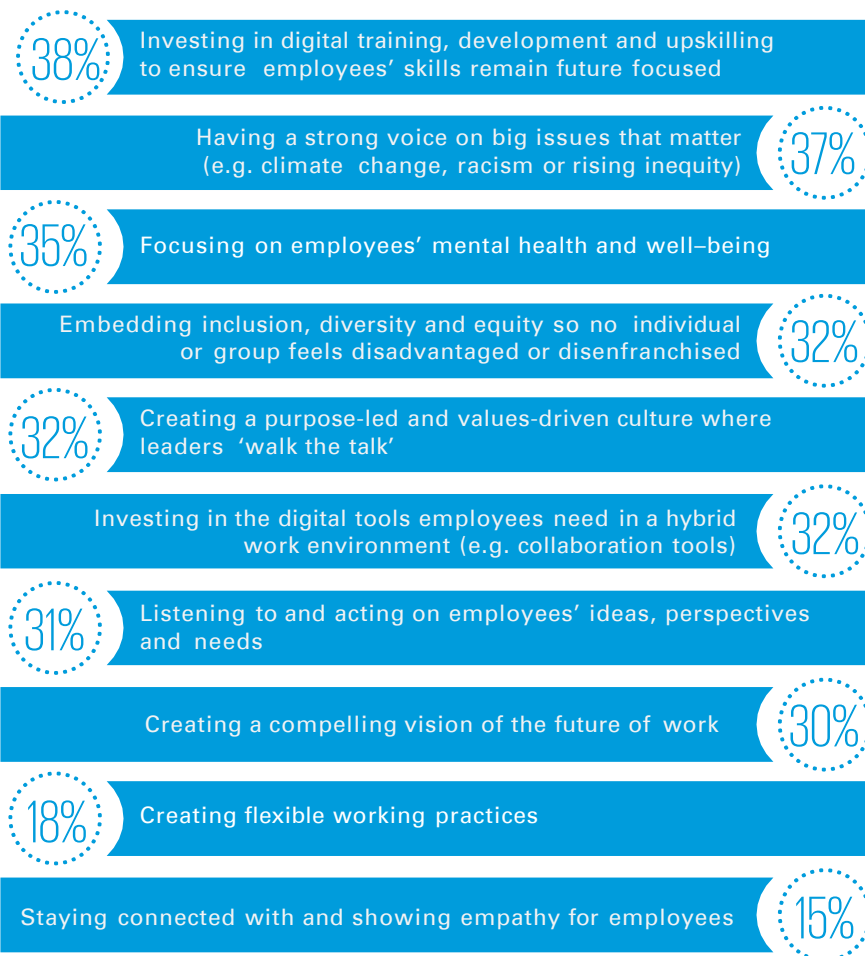 38%
Investing in digital training, development and upskilling
to ensure employees’ skills remain future focused
Having a strong voice on big issues that matter
(e.g. climate change, racism or rising inequity)
37%
35%
Focusing on employees’ mental health and well–being
Embedding inclusion, diversity and equity so no individual
or group feels disadvantaged or disenfranchised
32%
32%
Creating a purpose-led and values-driven culture where
leaders ‘walk the talk’
Investing in the digital tools employees need in a hybrid
work environment (e.g. collaboration tools)
32%
31%
Listening to and acting on employees’ ideas, perspectives
and needs
Creating a compelling vision of the future of work
30%
18%
Creating flexible working practices
Staying connected with and showing empathy for employees
15%